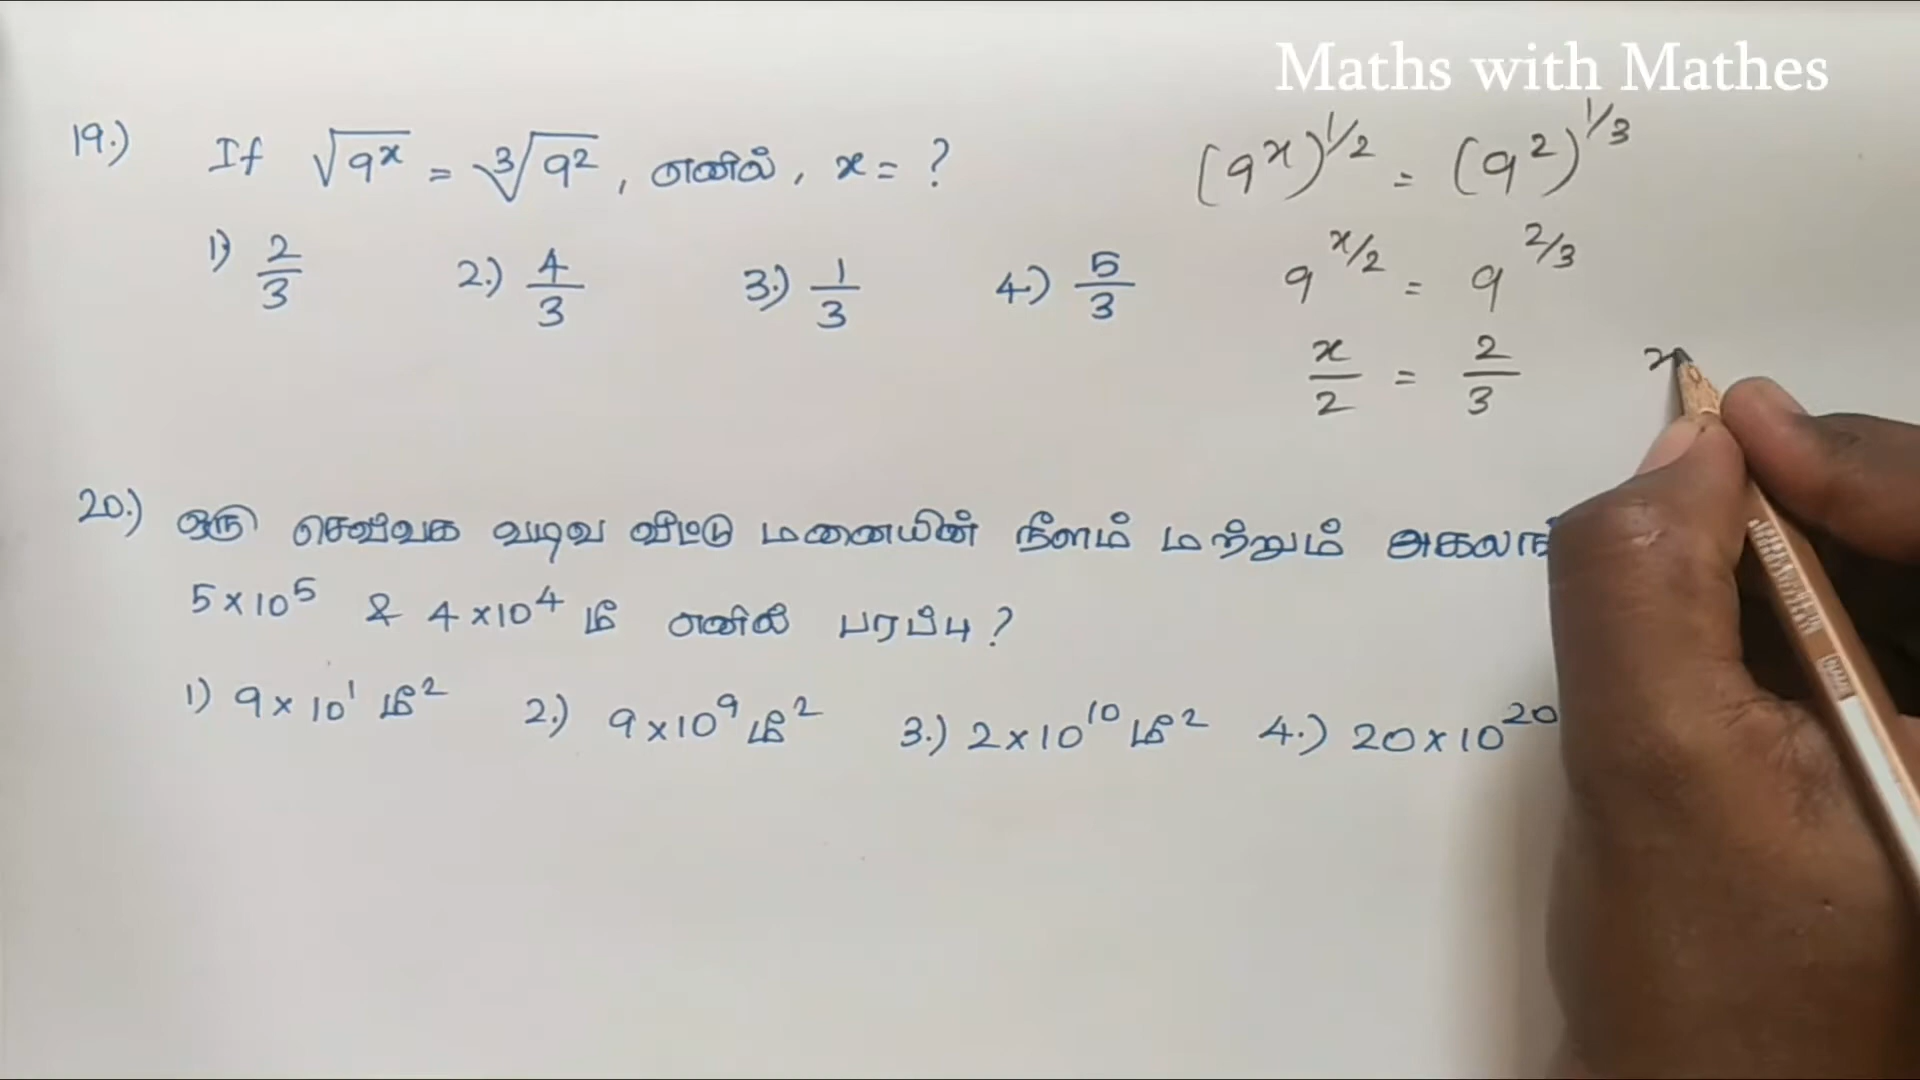 Maths with Mathes
19.) If √9ˣ = ∛9², எனில், x = ?
1) 2/3 2.) 4/3 3.) 1/3 4.) 5/3
(9ˣ)^1/2 = (9²)^1/3
9^x/2 = 9^2/3
x/2 = 2/3 x
20.) ஒரு செவ்வக வடிவ வீட்டு மனையின் நீளம் மற்றும்
5×10⁵ & 4×10⁴ மீ எனில் பரப்பு?
1) 9×10¹ மீ² 2.) 9×10⁹ மீ² 3.) 2×10¹⁰ மீ² 4.) 20×10²⁰